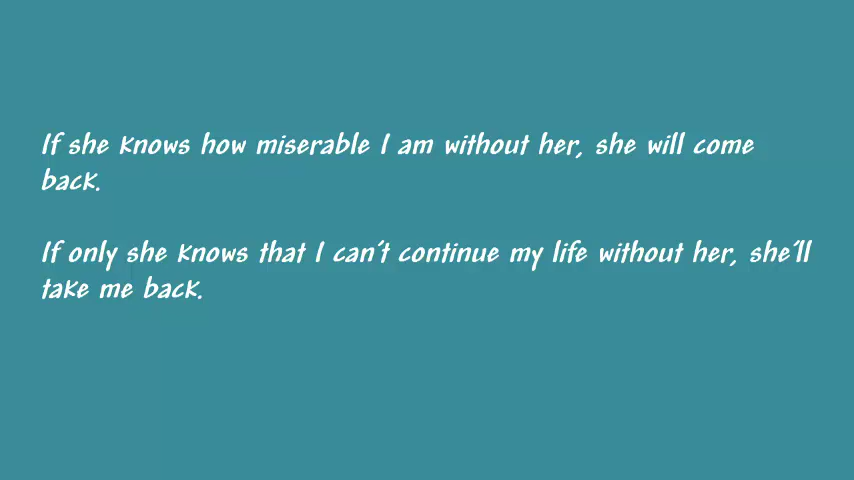 If she knows how miserable I am without her, she will come
back.
If only she knows that I can't continue my life without her, she'll
take me back.